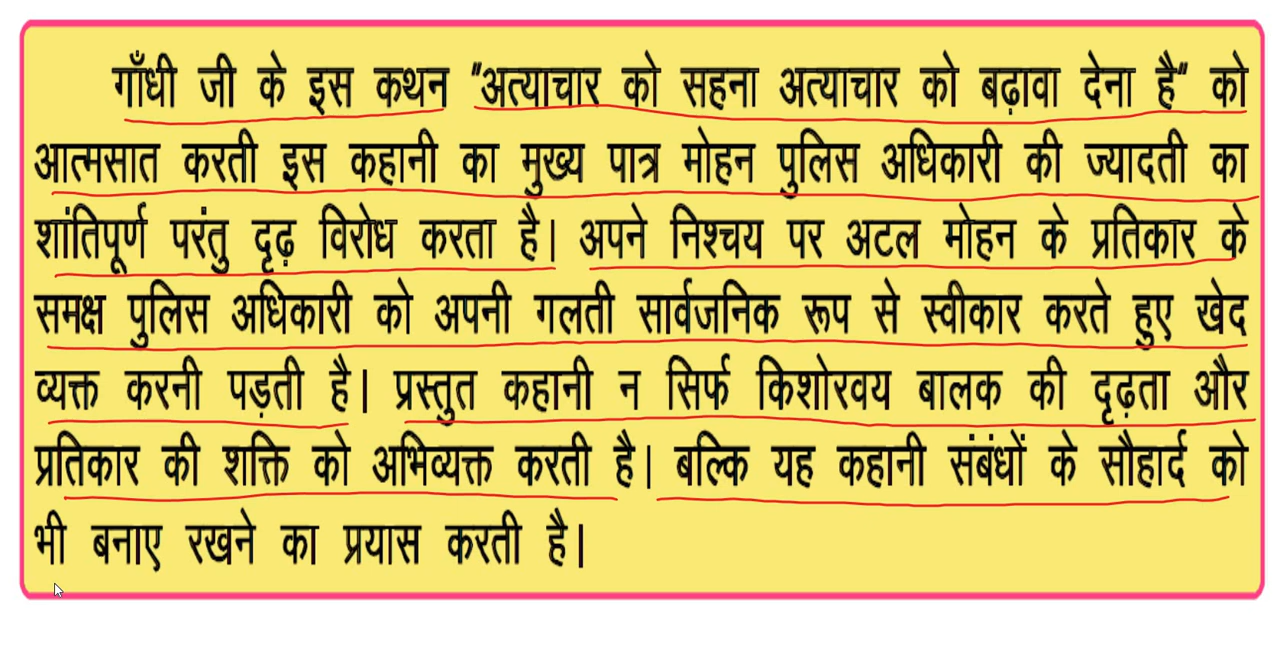 गाँधी जी के इस कथन "अत्याचार को सहना अत्याचार को बढ़ावा देना है" को
आत्मसात करती इस कहानी का मुख्य पात्र मोहन पुलिस अधिकारी की ज्यादती का
शांतिपूर्ण परंतु दृढ़ विरोध करता है। अपने निश्चय पर अटल मोहन के प्रतिकार के
समक्ष पुलिस अधिकारी को अपनी गलती सार्वजनिक रूप से स्वीकार करते हुए खेद
व्यक्त करनी पड़ती है। प्रस्तुत कहानी न सिर्फ किशोरवय बालक की दृढ़ता और
प्रतिकार की शक्ति को अभिव्यक्त करती है। बल्कि यह कहानी संबंधों के सौहार्द को
भी बनाए रखने का प्रयास करती है।